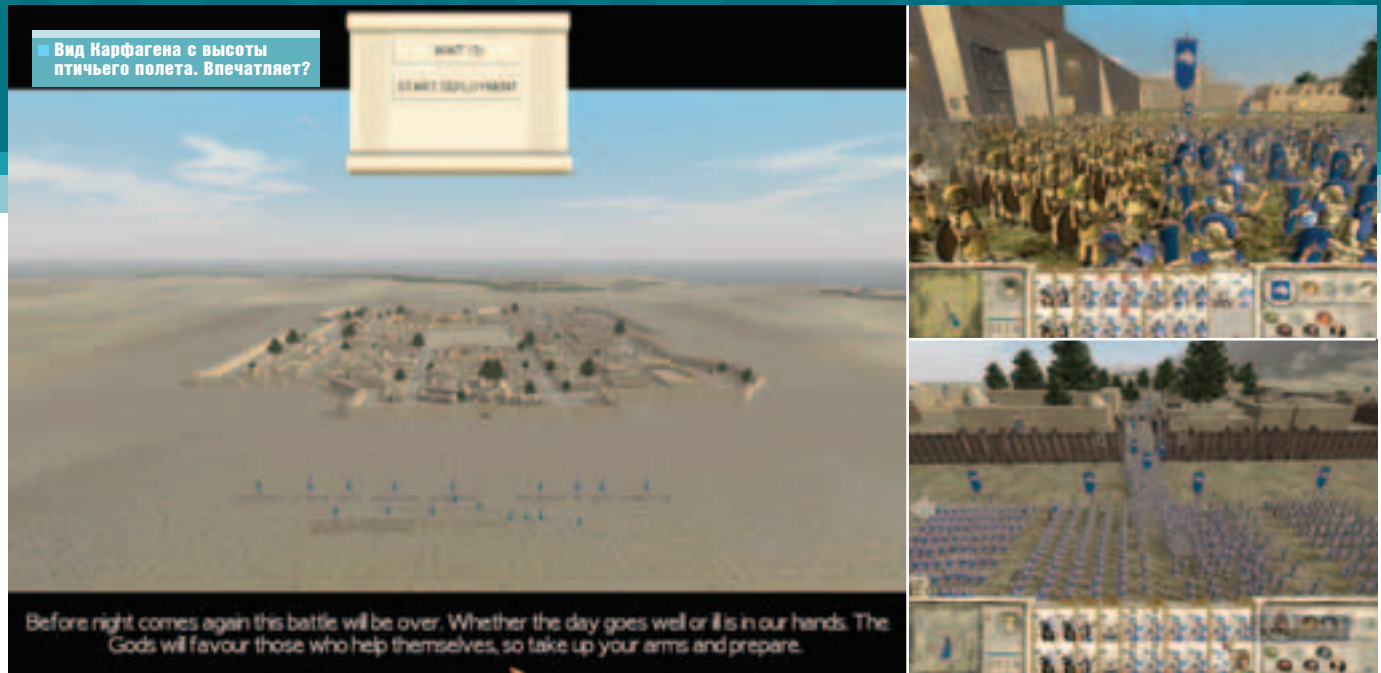 Вид Карфагена с высоты
птичьего полета. Впечатляет?
START DEPLOYMENT
Before night comes again this battle will be over. Whether the day goes well or ill is in our hands. The
Gods will favour those who help themselves, so take up your arms and prepare.